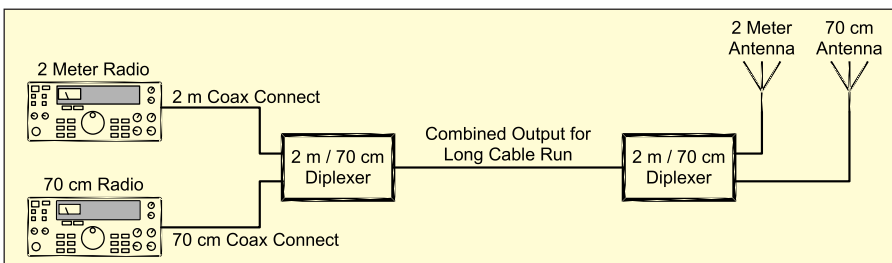 2 Meter
Antenna
70 cm
Antenna
2 Meter Radio
2 m Coax Connect
Combined Output for
Long Cable Run
2 m / 70 cm
Diplexer
2 m / 70 cm
Diplexer
70 cm Radio
70 cm Coax Connect